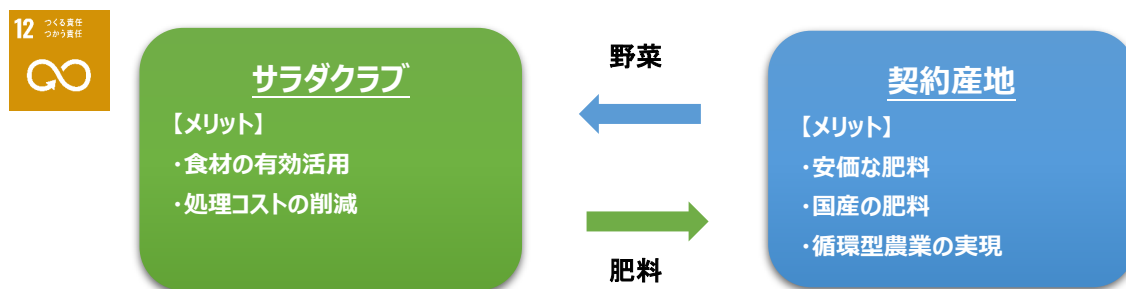 12 つくる責任
つかう責任
サラダクラブ
【メリット】
・食材の有効活用
・処理コストの削減
野菜
肥料
契約産地
【メリット】
・安価な肥料
・国産の肥料
・循環型農業の実現